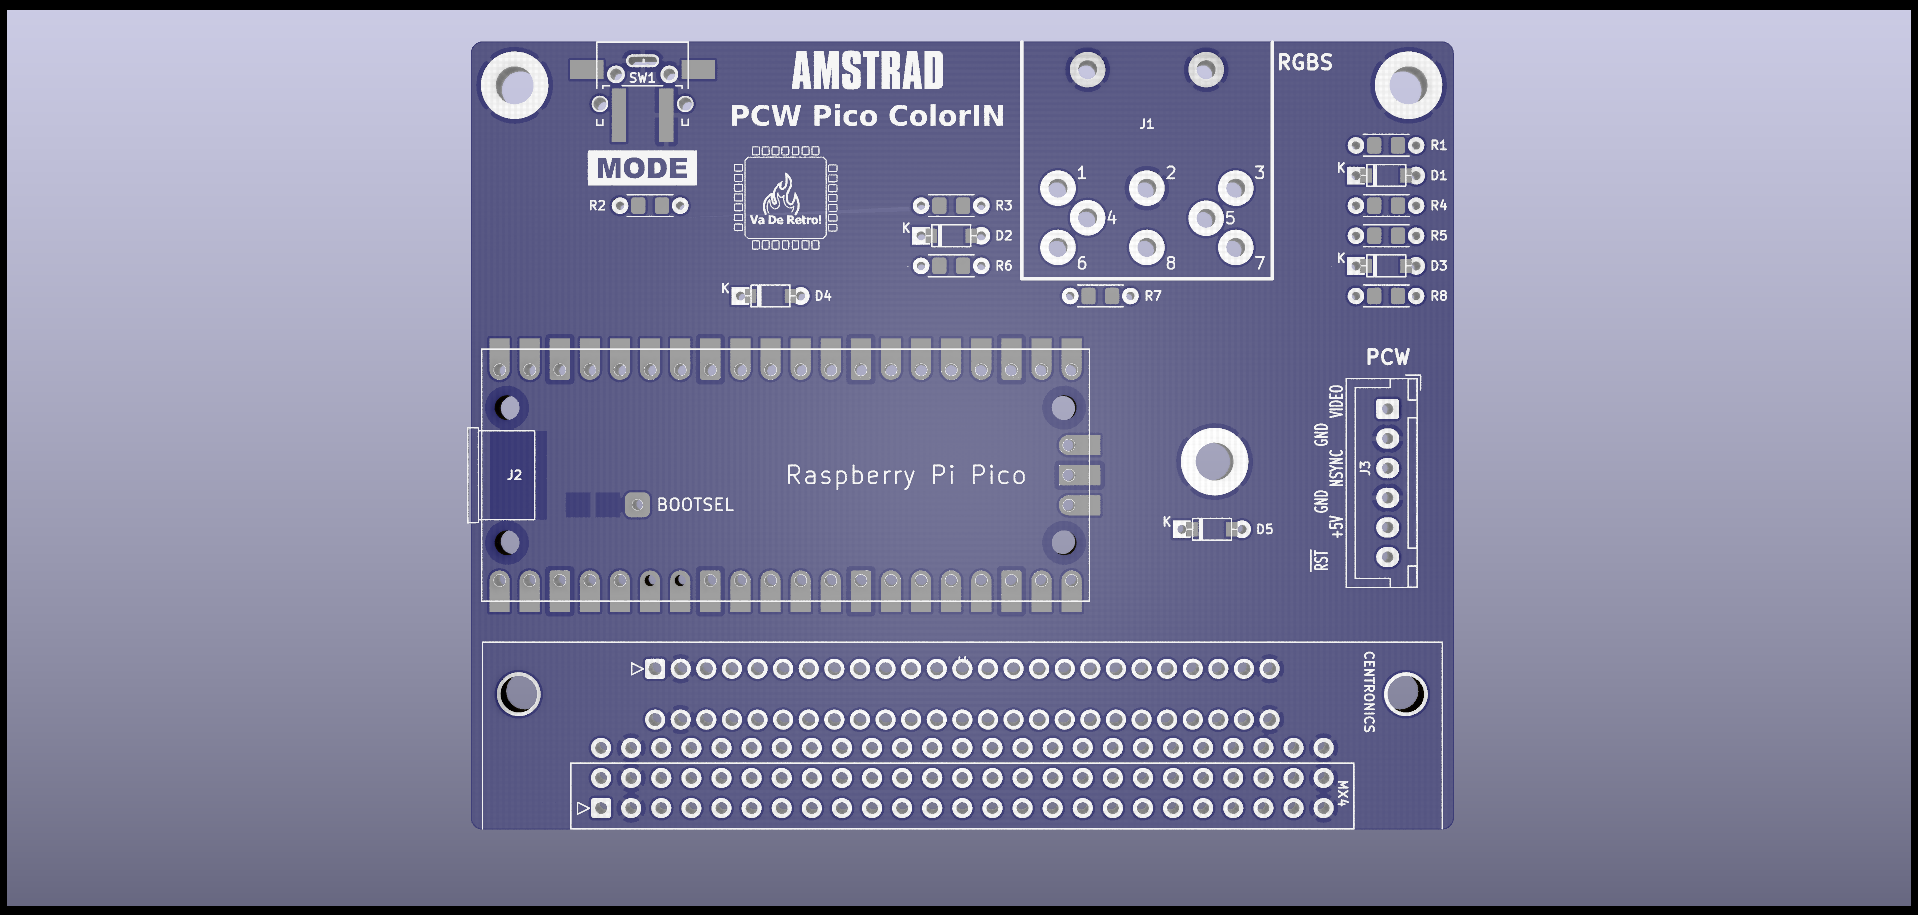 AMSTRAD
PCW Pico ColorIN
SW1
MODE
R2
Va De Retro!
K
D4
R3
K
D2
R6
RGBS
J1
1
2
3
4
5
6
8
7
R7
R1
K
D1
R4
R5
K
D3
R8
PCW
VIDEO
GND
NSYNC
GND
+5V
RST
J3
J2
BOOTSEL
Raspberry Pi Pico
K
D5
CENTRONICS
MX4